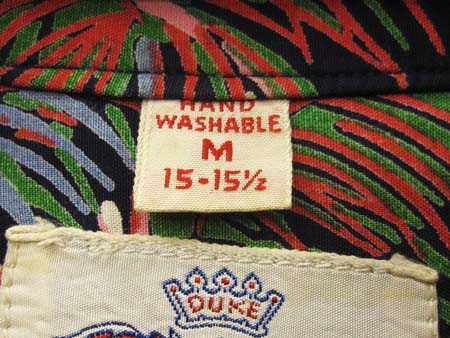 HAND
WASHABLE
M
15-15½
DUKE